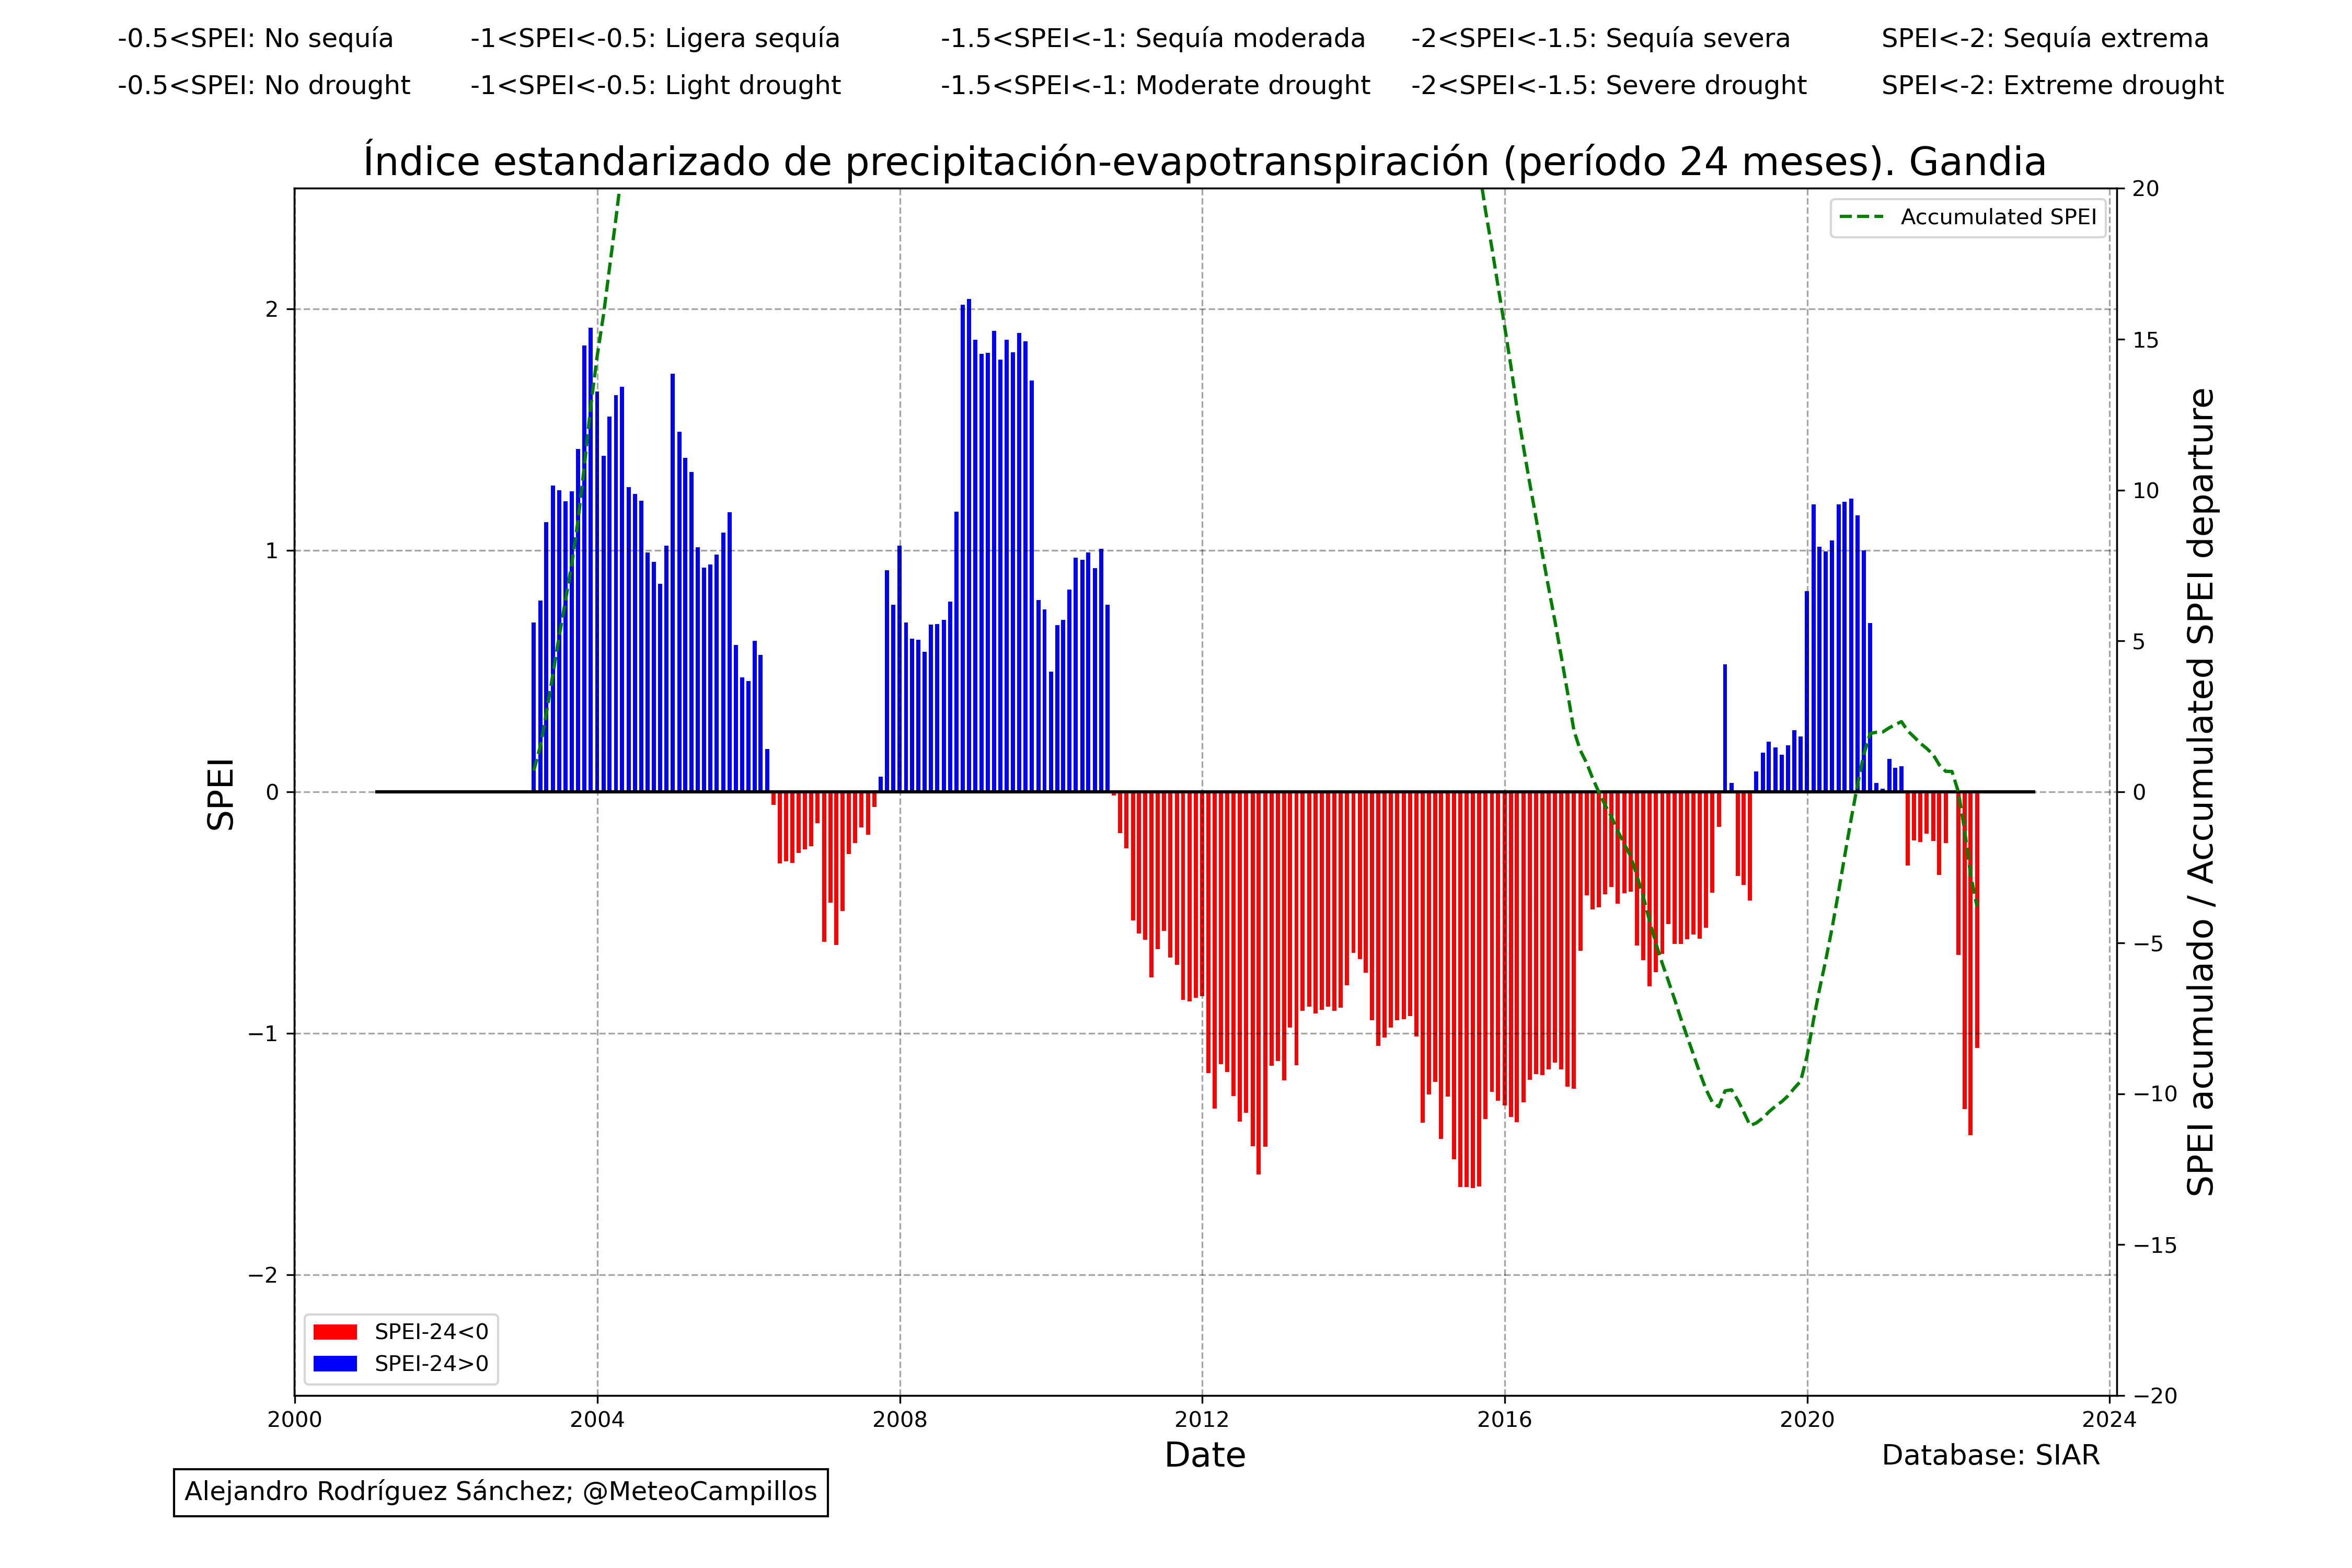 -0.5<SPEI: No sequía -1<SPEI<-0.5: Ligera sequía -1.5<SPEI<-1: Sequía moderada -2<SPEI<-1.5: Sequía severa SPEI<-2: Sequía extrema
-0.5<SPEI: No drought -1<SPEI<-0.5: Light drought -1.5<SPEI<-1: Moderate drought -2<SPEI<-1.5: Severe drought SPEI<-2: Extreme drought
Índice estandarizado de precipitación-evapotranspiración (período 24 meses). Gandia
Accumulated SPEI
SPEI
2
1
0
−1
−2
20
15
10
5
0
−5
−10
−15
−20
SPEI acumulado / Accumulated SPEI departure
SPEI-24<0
SPEI-24>0
2000 2004 2008 2012 2016 2020 2024
Date
Database: SIAR
Alejandro Rodríguez Sánchez; @MeteoCampillos